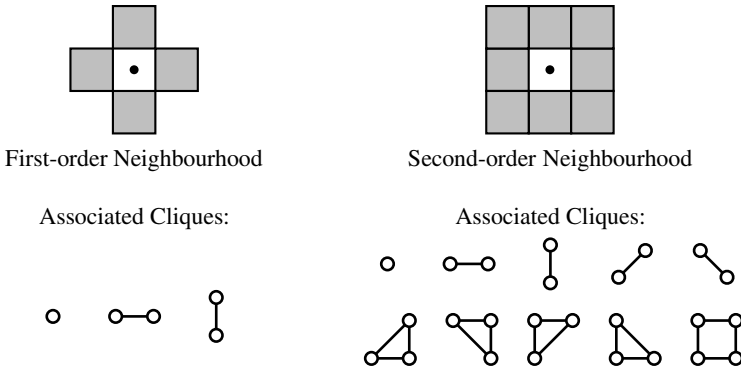 First-order Neighbourhood
Second-order Neighbourhood
Associated Cliques:
Associated Cliques: